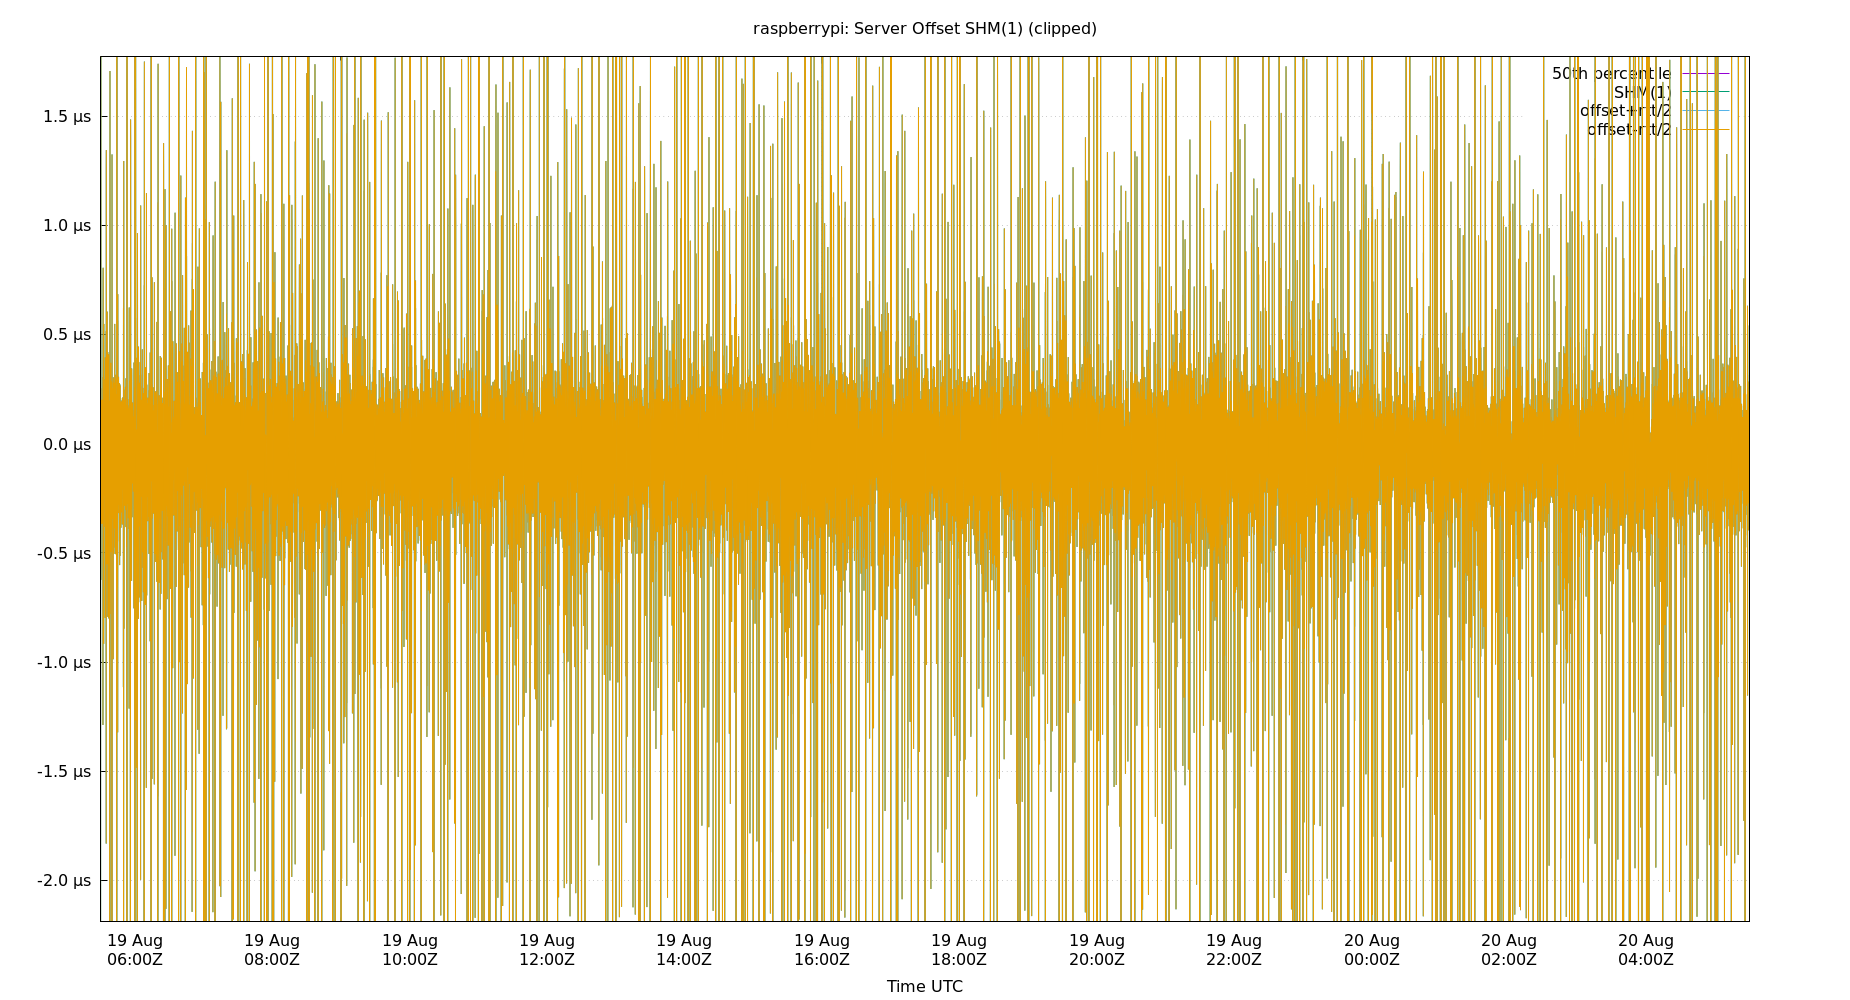 raspberrypi: Server Offset SHM(1) (clipped)
50th percentile
SHM(1)
offset+rtt/2
offset-rtt/2
1.5 µs
1.0 µs
0.5 µs
0.0 µs
-0.5 µs
-1.0 µs
-1.5 µs
-2.0 µs
19 Aug 19 Aug 19 Aug 19 Aug 19 Aug 19 Aug 19 Aug 19 Aug 19 Aug 20 Aug 20 Aug 20 Aug
06:00Z 08:00Z 10:00Z 12:00Z 14:00Z 16:00Z 18:00Z 20:00Z 22:00Z 00:00Z 02:00Z 04:00Z
Time UTC